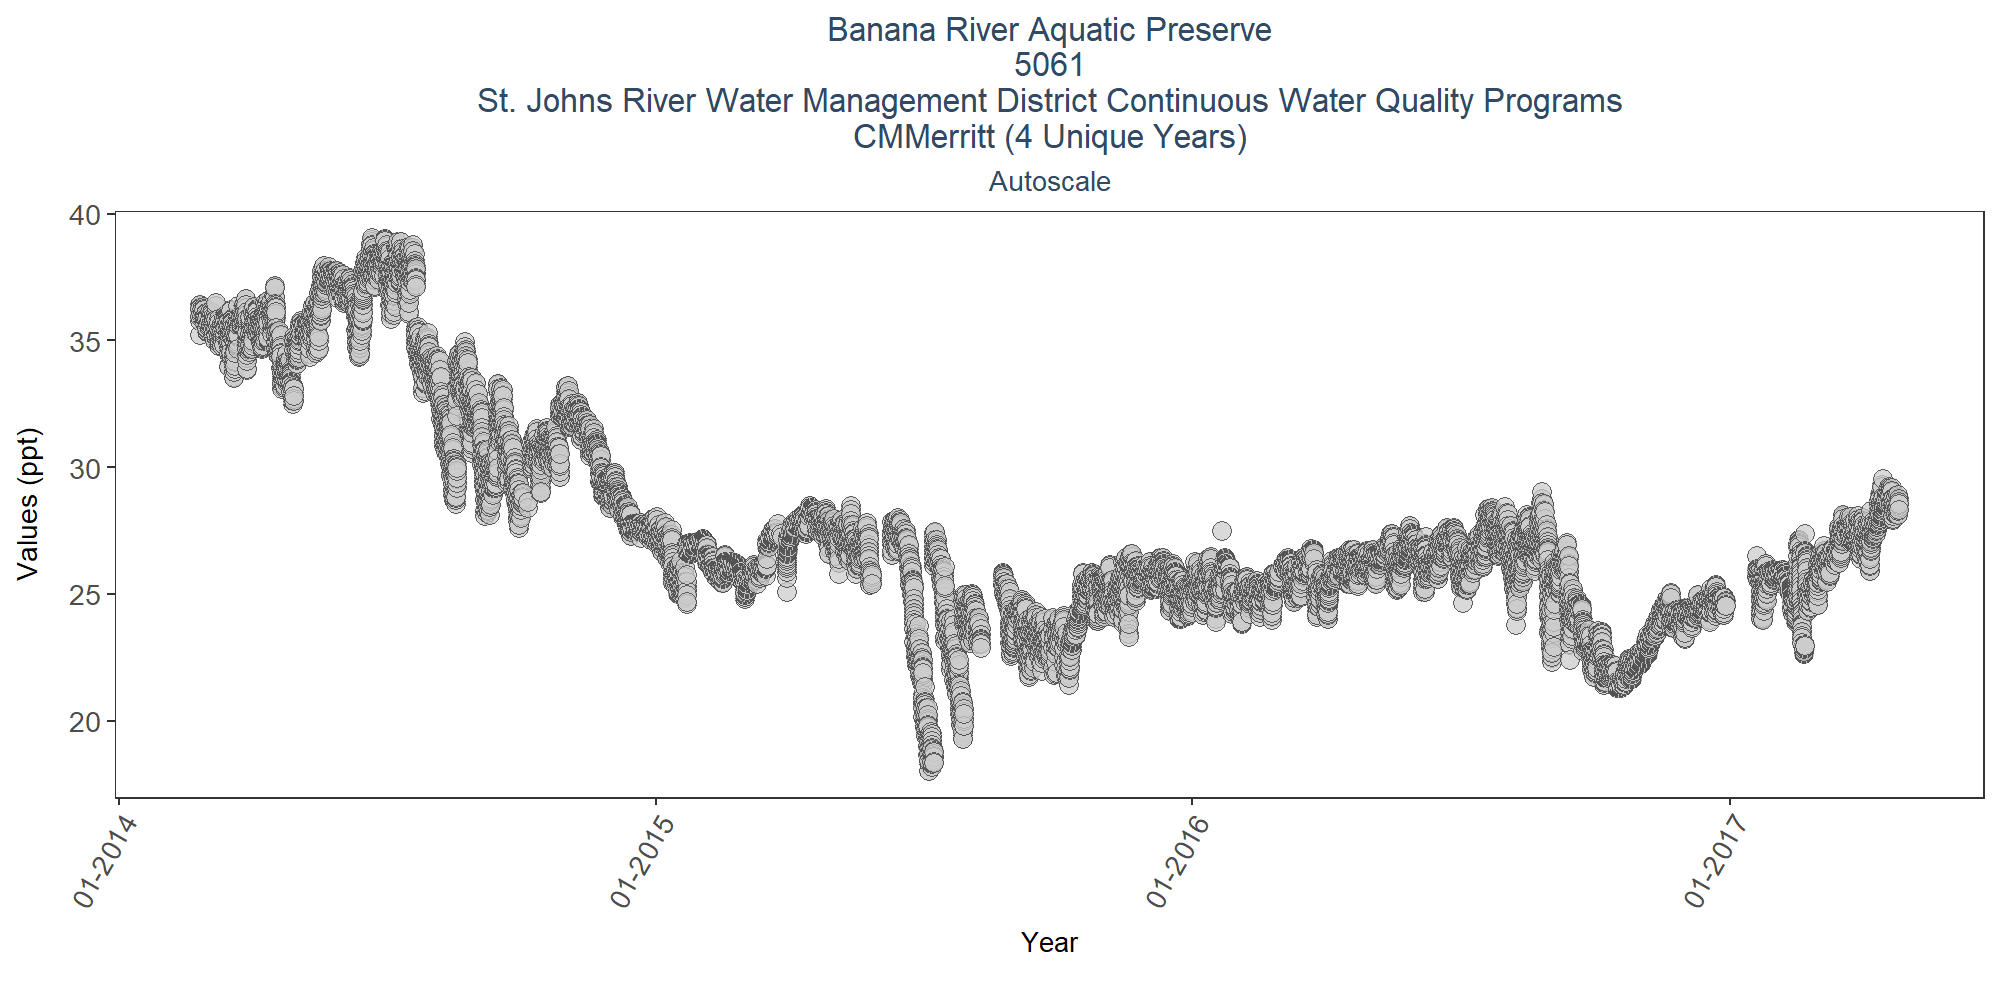 Banana River Aquatic Preserve
5061
St. Johns River Water Management District Continuous Water Quality Programs
CMMerritt (4 Unique Years)
Autoscale
40
35
30
25
20
Values (ppt)
01-2014
01-2015
01-2016
01-2017
Year